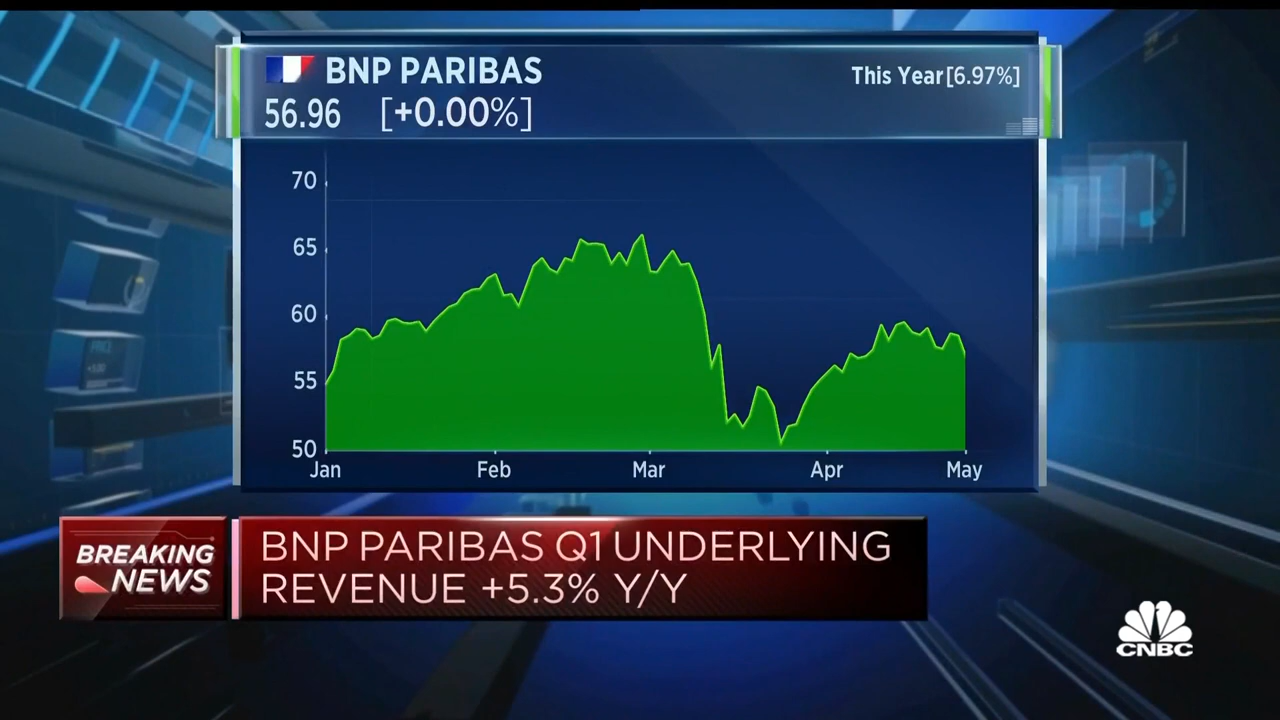 BNP PARIBAS
This Year[6.97%]
56.96 [+0.00%]
70
65
60
55
50
Jan Feb Mar Apr May
BREAKING
NEWS
BNP PARIBAS Q1 UNDERLYING
REVENUE +5.3% Y/Y
CNBC